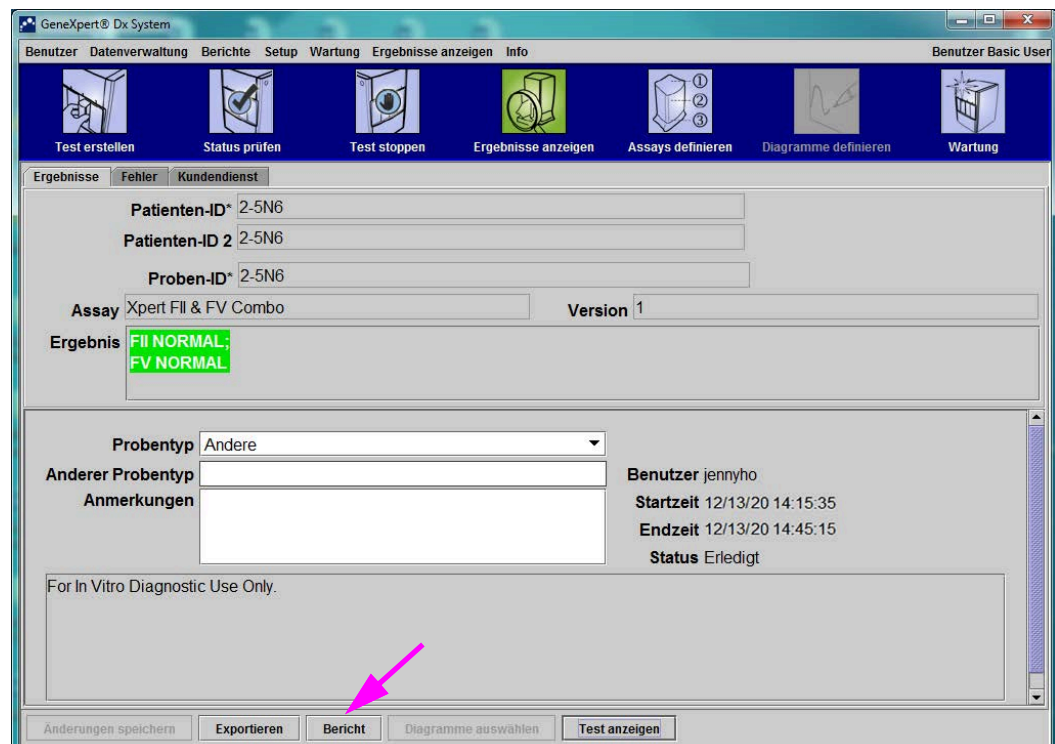 GeneXpert® Dx System
Benutzer Datenverwaltung Berichte Setup Wartung Ergebnisse anzeigen Info Benutzer Basic User
Test erstellen Status prüfen Test stoppen Ergebnisse anzeigen Assays definieren Diagramme definieren Wartung
Ergebnisse Fehler Kundendienst
Patienten-ID* 2-5N6
Patienten-ID 2 2-5N6
Proben-ID* 2-5N6
Assay Xpert FII & FV Combo Version 1
Ergebnis FII NORMAL;
FV NORMAL
Probentyp Andere
Anderer Probentyp Benutzer jennyho
Anmerkungen Startzeit 12/13/20 14:15:35
Endzeit 12/13/20 14:45:15
Status Erledigt
For In Vitro Diagnostic Use Only.
Änderungen speichern Exportieren Bericht Diagramme auswählen Test anzeigen